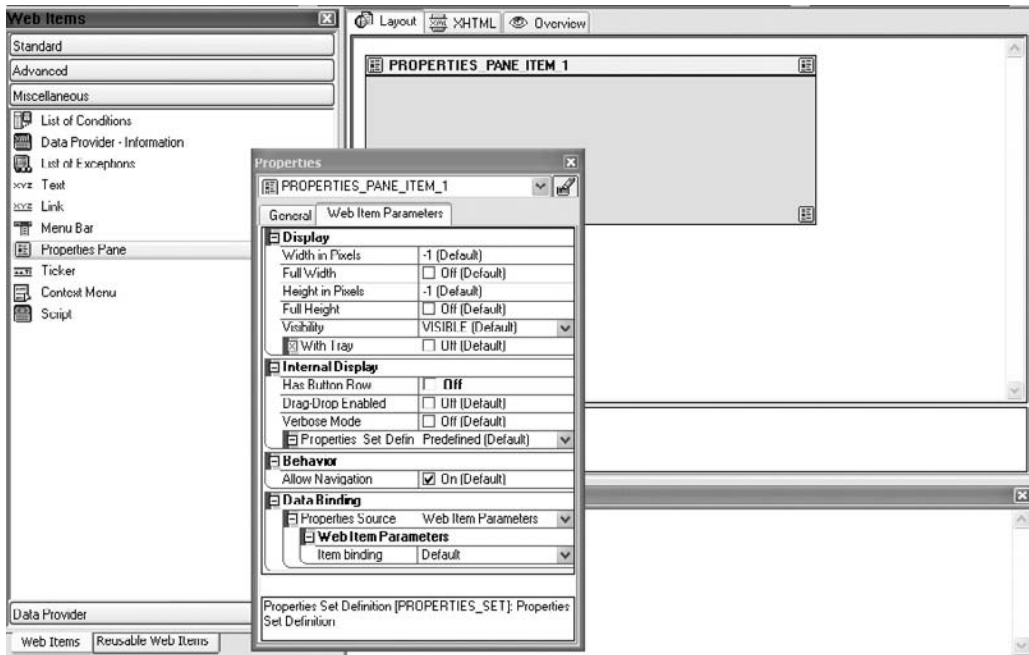 Web Items
Standard
Advanced
Miscellaneous
List of Conditions
Data Provider - Information
List of Exceptions
xyz Text
xyz Link
Menu Bar
Properties Pane
Ticker
Context Menu
Script
Data Provider
Web Items Reusable Web Items
Layout XHTML Overview
PROPERTIES_PANE_ITEM_1
Properties
PROPERTIES_PANE_ITEM_1
General Web Item Parameters
Display
Width in Pixels -1 (Default)
Full Width Off (Default)
Height in Pixels -1 (Default)
Full Height Off (Default)
Visibility VISIBLE (Default)
With Tray Off (Default)
Internal Display
Has Button Row Off
Drag-Drop Enabled Off (Default)
Verbose Mode Off (Default)
Properties Set Defin Predefined (Default)
Behavior
Allow Navigation On (Default)
Data Binding
Properties Source Web Item Parameters
Web Item Parameters
Item binding Default
Properties Set Definition [PROPERTIES_SET]: Properties
Set Definition